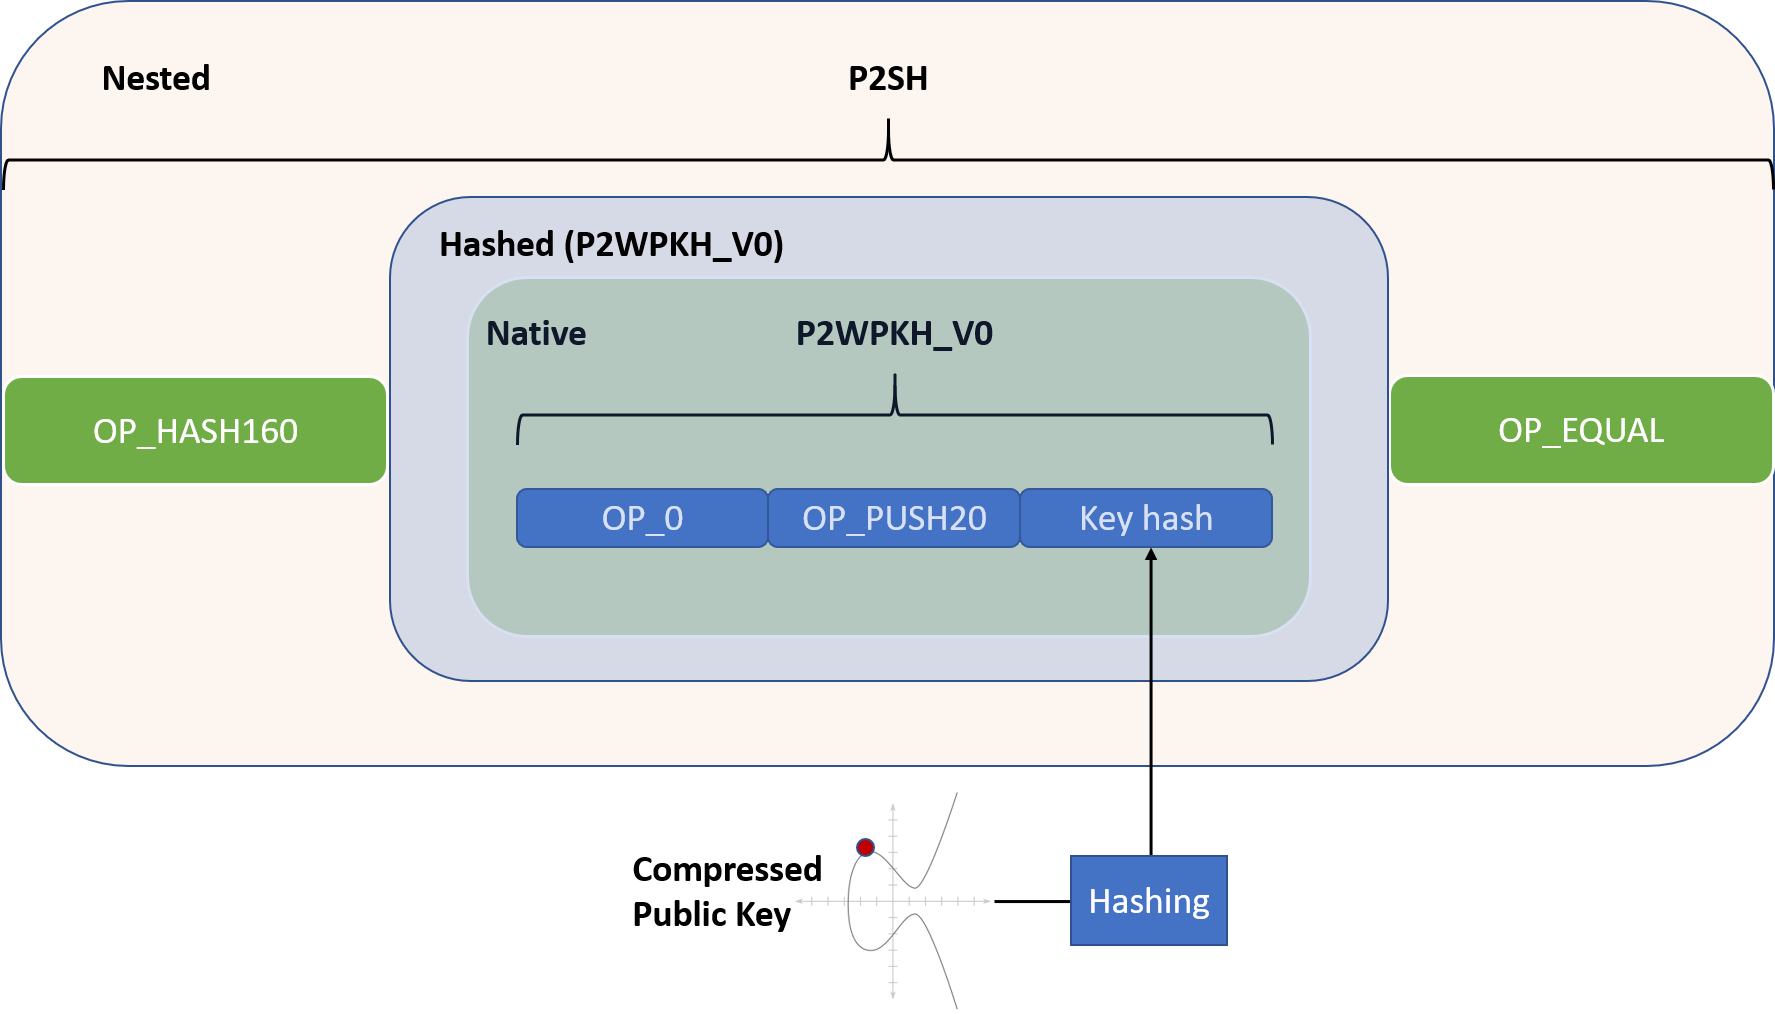 Nested
P2SH
Hashed (P2WPKH_V0)
Native
P2WPKH_V0
OP_HASH160
OP_EQUAL
OP_0
OP_PUSH20
Key hash
Compressed
Public Key
Hashing